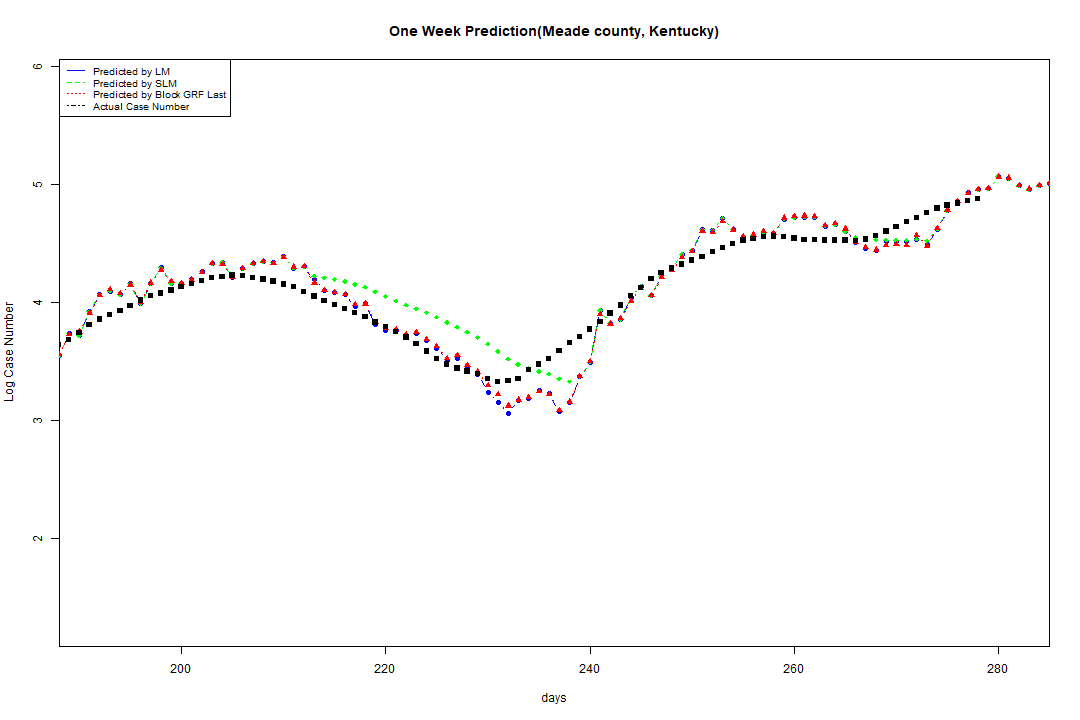 One Week Prediction(Meade county, Kentucky)
Predicted by LM
Predicted by SLM
Predicted by Block GRF Last
Actual Case Number
6
5
4
3
2
Log Case Number
200
220
240
260
280
days